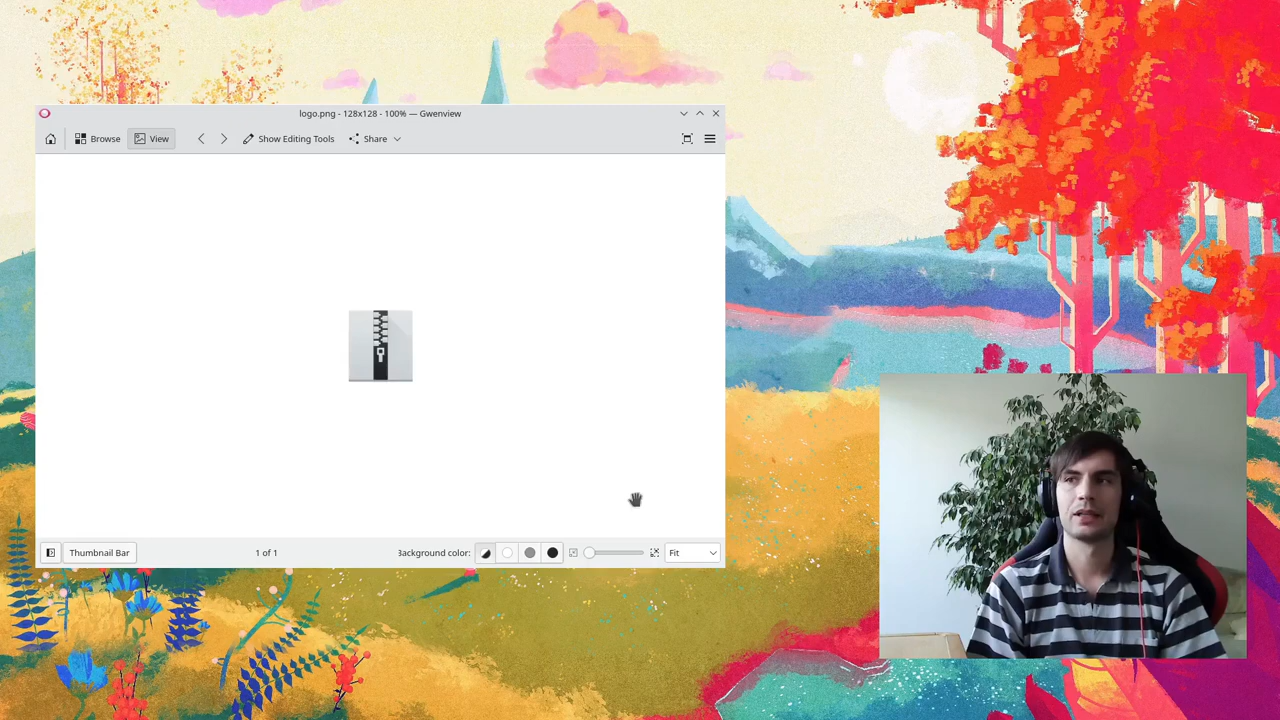 logo.png - 128x128 - 100% — Gwenview
Browse View Show Editing Tools Share
Thumbnail Bar 1 of 1 Background color: Fit